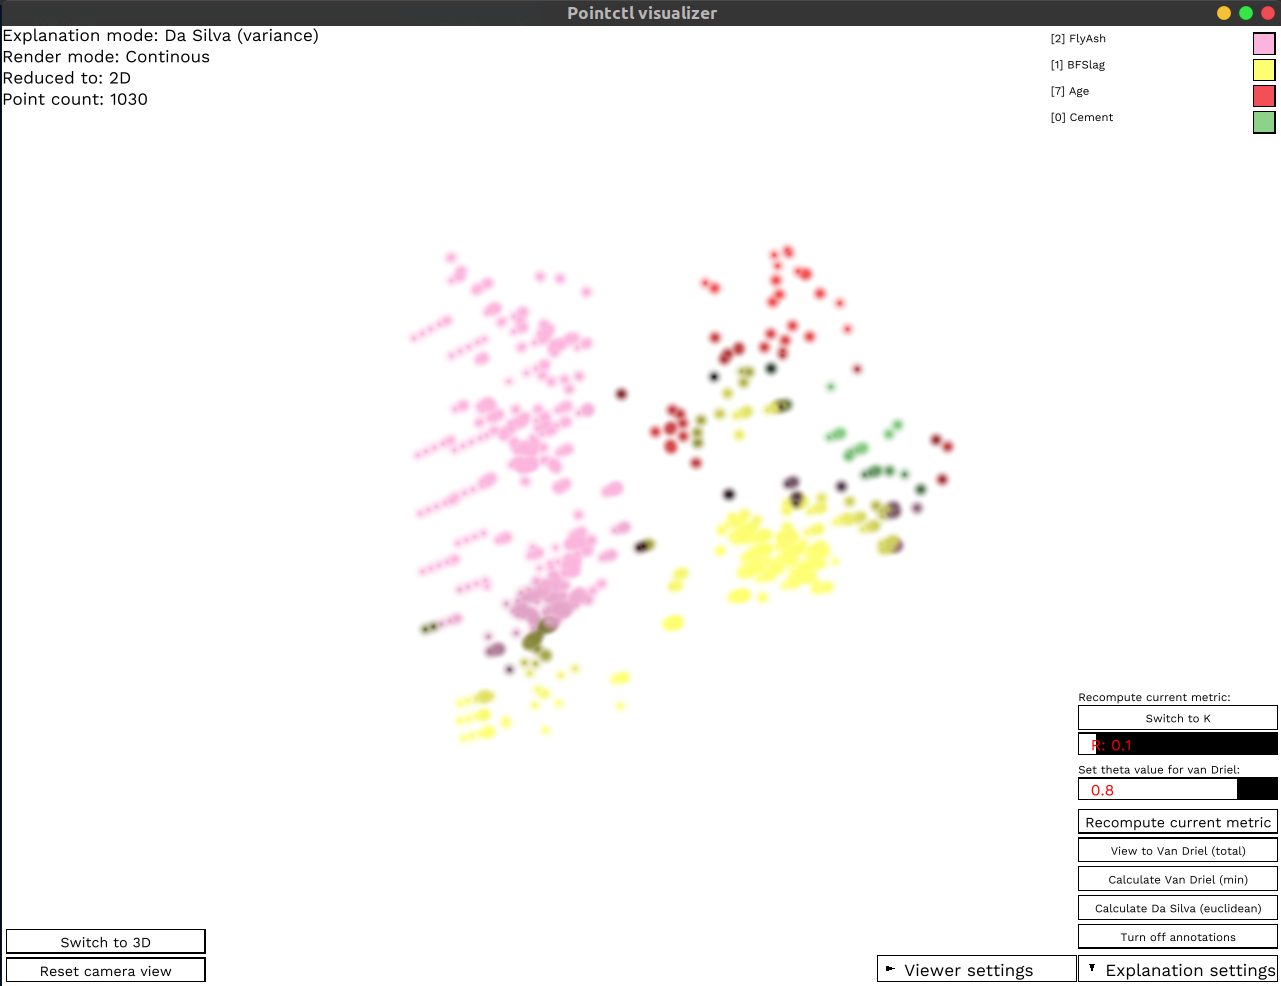 Pointctl visualizer
Explanation mode: Da Silva (variance)
Render mode: Continous
Reduced to: 2D
Point count: 1030
[2] FlyAsh
[1] BFSlag
[7] Age
[0] Cement
Recompute current metric:
Switch to K
R: 0.1
Set theta value for van Driel:
0.8
Recompute current metric
View to Van Driel (total)
Calculate Van Driel (min)
Calculate Da Silva (euclidean)
Turn off annotations
Switch to 3D
Reset camera view
Viewer settings
Explanation settings